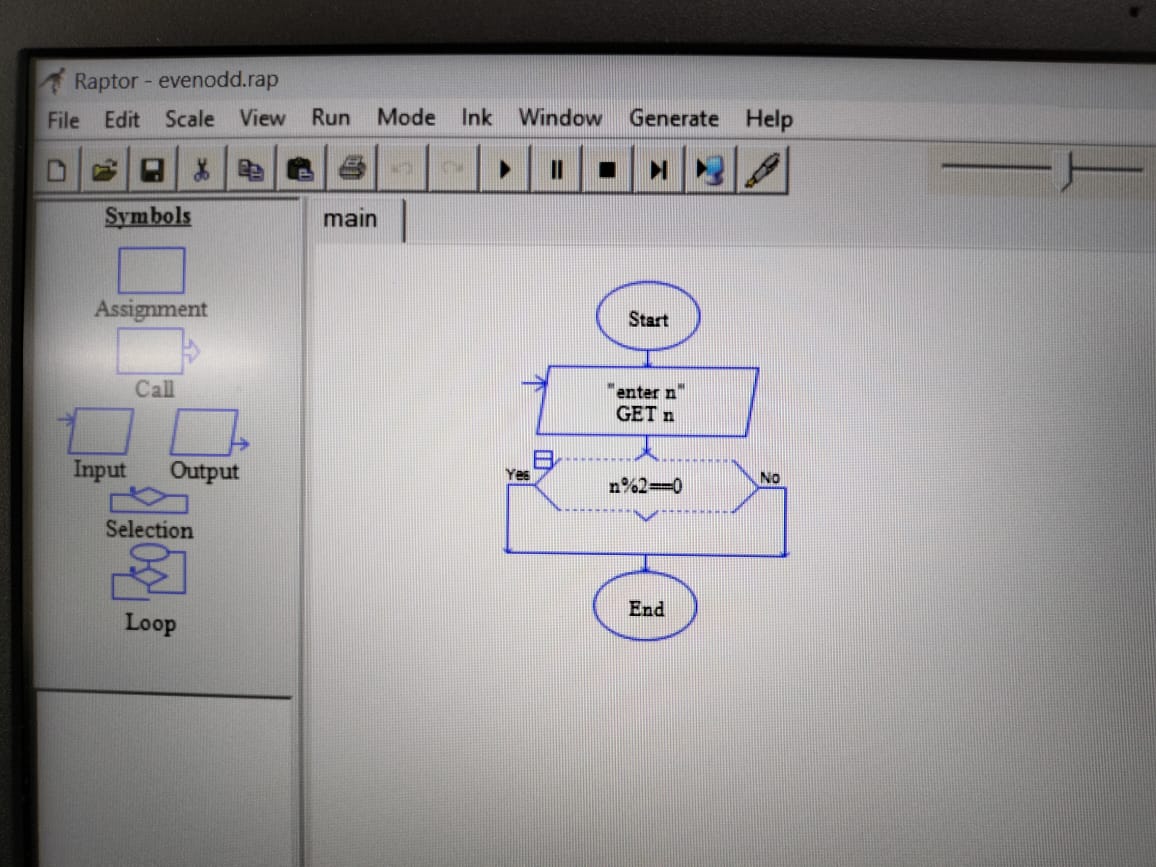 Raptor - evenodd.rap
File Edit Scale View Run Mode Ink Window Generate Help
Symbols
Assignment
Call
Input Output
Selection
Loop
main
Start
"enter n"
GET n
Yes
n%2==0
No
End